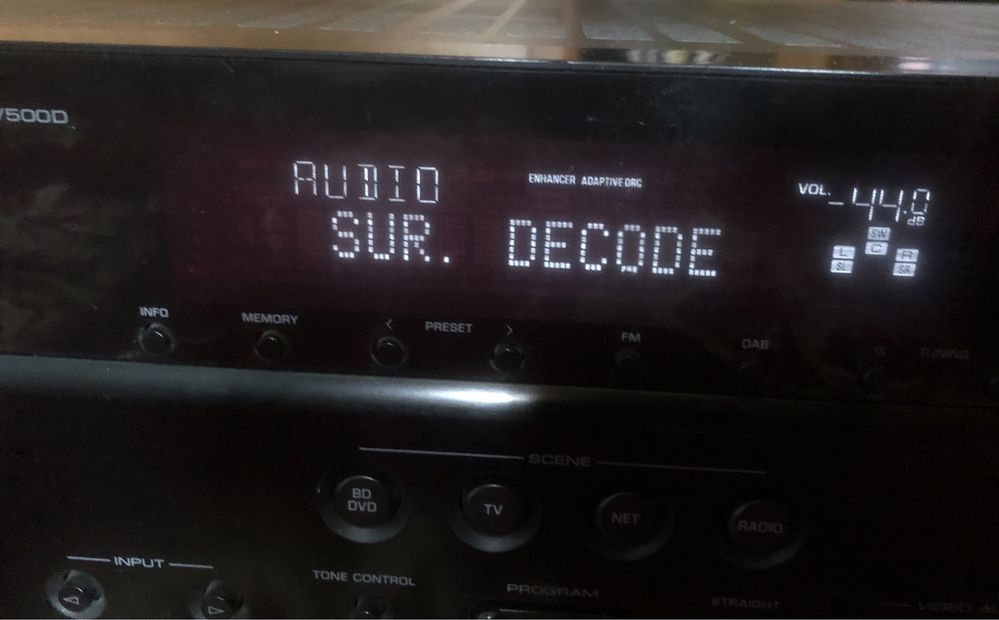 V500D
AUDIO
ENHANCER ADAPTIVE DRC
VOL. -44.0 dB
SUR. DECODE
SW
L C R
SL SR
INFO
MEMORY
< PRESET >
FM
DAB
<< TUNING
SCENE
BD
DVD
TV
NET
RADIO
INPUT
TONE CONTROL
PROGRAM
STRAIGHT
VIDEO